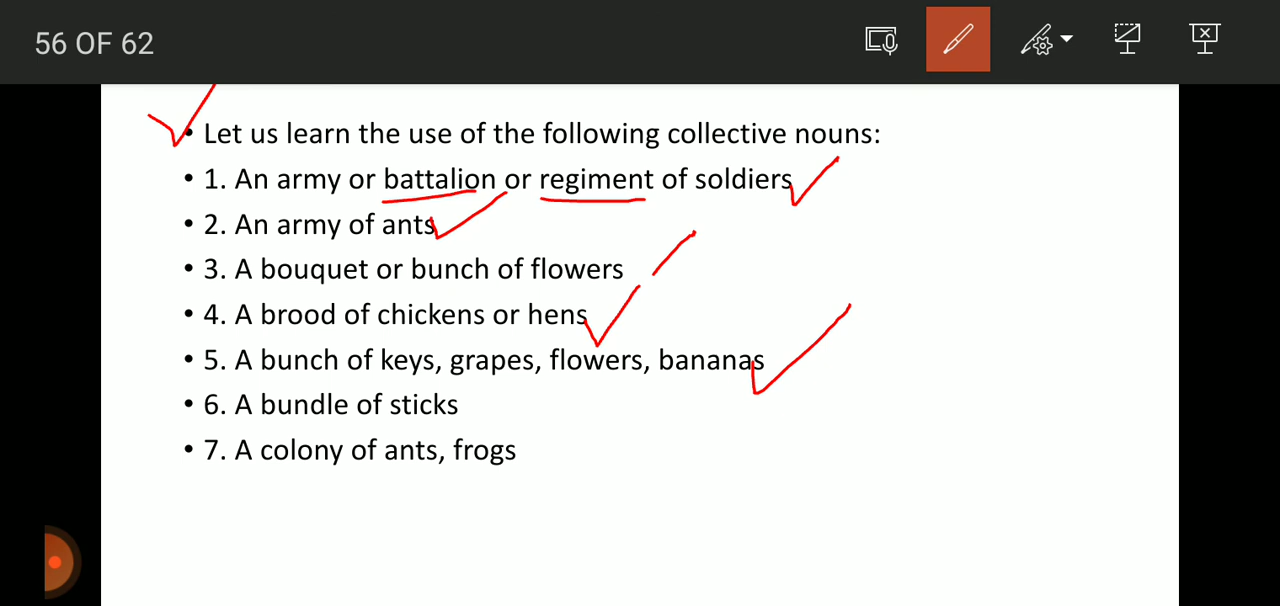 56 OF 62
• Let us learn the use of the following collective nouns:
• 1. An army or battalion or regiment of soldiers
• 2. An army of ants
• 3. A bouquet or bunch of flowers
• 4. A brood of chickens or hens
• 5. A bunch of keys, grapes, flowers, bananas
• 6. A bundle of sticks
• 7. A colony of ants, frogs